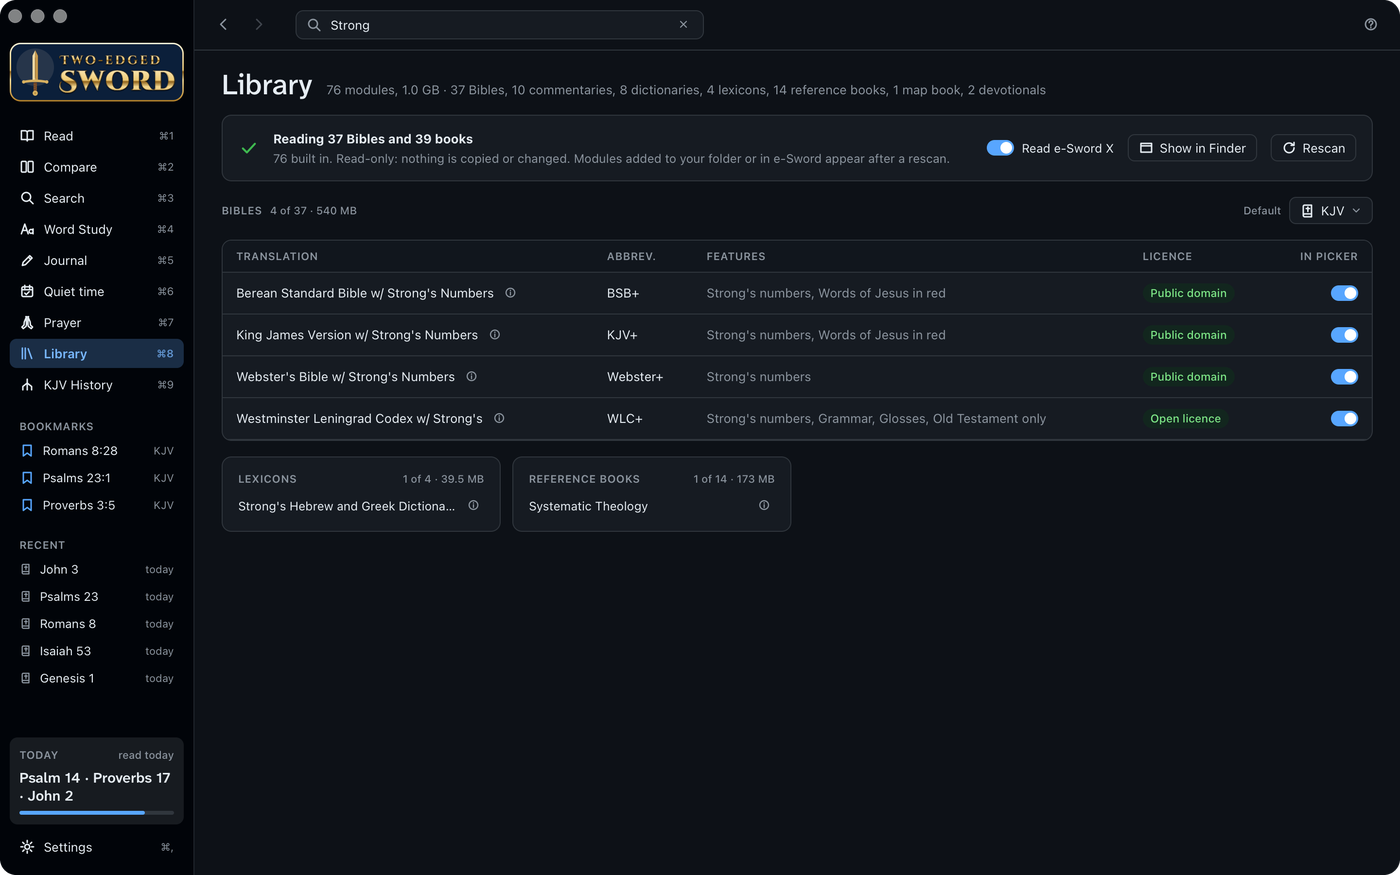 TWO-EDGED
SWORD
Read ⌘1
Compare ⌘2
Search ⌘3
Word Study ⌘4
Journal ⌘5
Quiet time ⌘6
Prayer ⌘7
Library ⌘8
KJV History ⌘9
BOOKMARKS
Romans 8:28 KJV
Psalms 23:1 KJV
Proverbs 3:5 KJV
RECENT
John 3 today
Psalms 23 today
Romans 8 today
Isaiah 53 today
Genesis 1 today
TODAY read today
Psalm 14 · Proverbs 17
· John 2
Settings ⌘,
Strong
Library 76 modules, 1.0 GB · 37 Bibles, 10 commentaries, 8 dictionaries, 4 lexicons, 14 reference books, 1 map book, 2 devotionals
Reading 37 Bibles and 39 books
76 built in. Read-only: nothing is copied or changed. Modules added to your folder or in e-Sword appear after a rescan.
Read e-Sword X Show in Finder Rescan
BIBLES 4 of 37 · 540 MB Default KJV
TRANSLATION ABBREV. FEATURES LICENCE IN PICKER
Berean Standard Bible w/ Strong's Numbers BSB+ Strong's numbers, Words of Jesus in red Public domain
King James Version w/ Strong's Numbers KJV+ Strong's numbers, Words of Jesus in red Public domain
Webster's Bible w/ Strong's Numbers Webster+ Strong's numbers Public domain
Westminster Leningrad Codex w/ Strong's WLC+ Strong's numbers, Grammar, Glosses, Old Testament only Open licence
LEXICONS 1 of 4 · 39.5 MB
Strong's Hebrew and Greek Dictiona...
REFERENCE BOOKS 1 of 14 · 173 MB
Systematic Theology